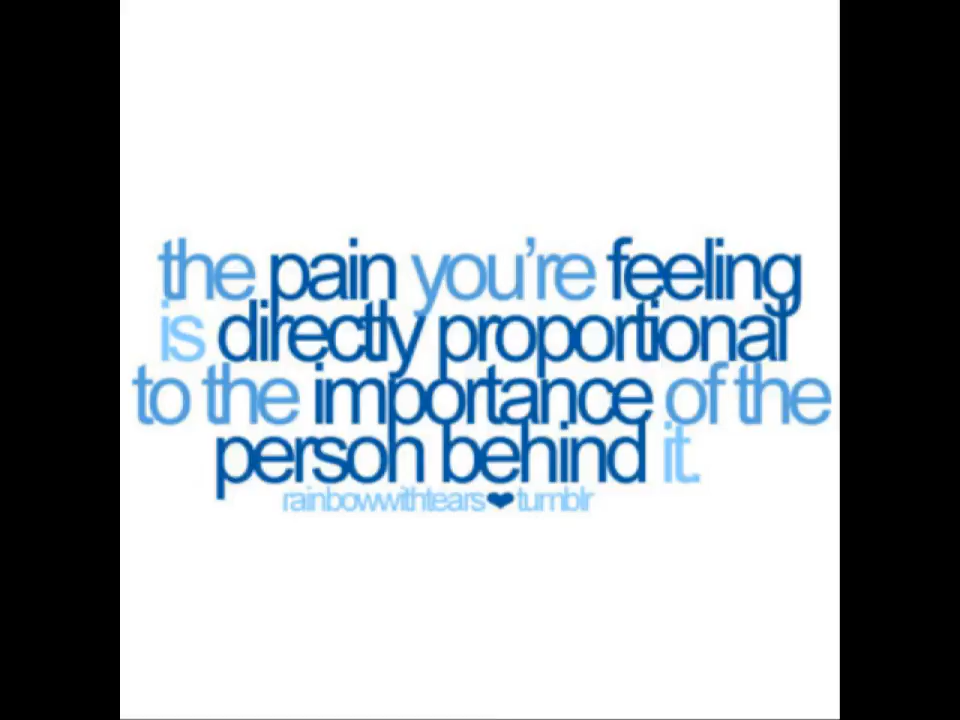 the pain you're feeling
is directly proportional
to the importance of the
person behind it.
rainbowwithtears❤tumblr